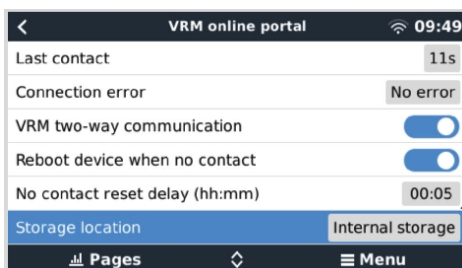 VRM online portal 09:49
Last contact 11s
Connection error No error
VRM two-way communication
Reboot device when no contact
No contact reset delay (hh:mm) 00:05
Storage location Internal storage
Pages Menu